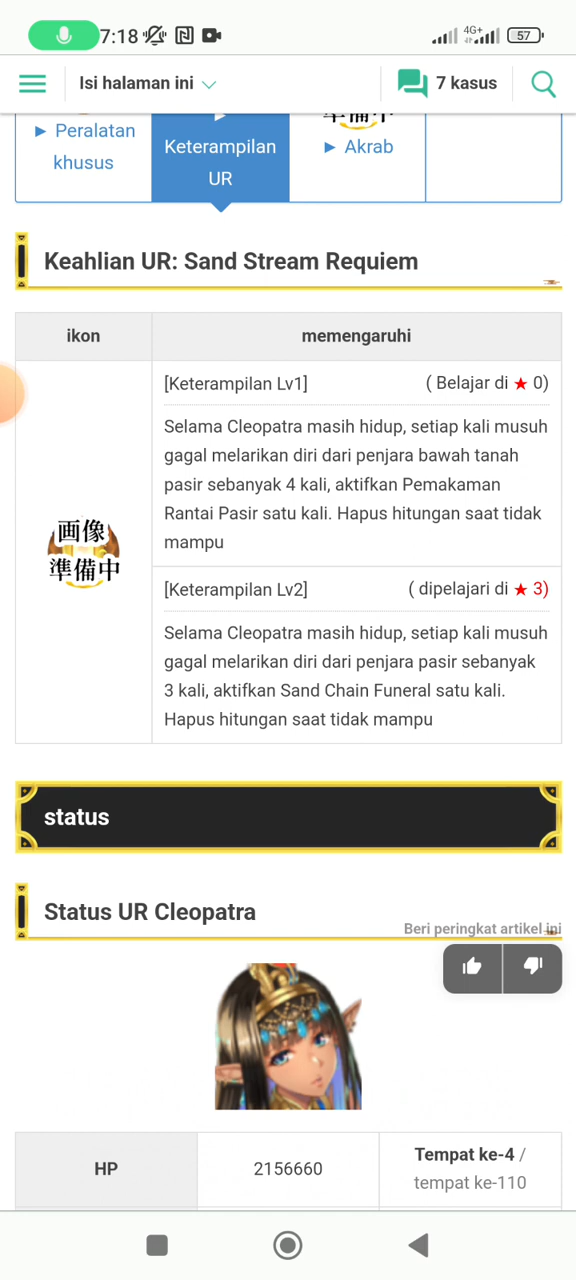 7:18
4G+
57
Isi halaman ini
7 kasus
► Peralatan
khusus
►
Keterampilan
UR
► Akrab
Keahlian UR: Sand Stream Requiem
ikon
memengaruhi
[Keterampilan Lv1] ( Belajar di ★ 0)
Selama Cleopatra masih hidup, setiap kali musuh
gagal melarikan diri dari penjara bawah tanah
pasir sebanyak 4 kali, aktifkan Pemakaman
Rantai Pasir satu kali. Hapus hitungan saat tidak
mampu
画像
準備中
[Keterampilan Lv2] ( dipelajari di ★ 3)
Selama Cleopatra masih hidup, setiap kali musuh
gagal melarikan diri dari penjara pasir sebanyak
3 kali, aktifkan Sand Chain Funeral satu kali.
Hapus hitungan saat tidak mampu
status
Status UR Cleopatra
Beri peringkat artikel ini
HP
2156660
Tempat ke-4 /
tempat ke-110